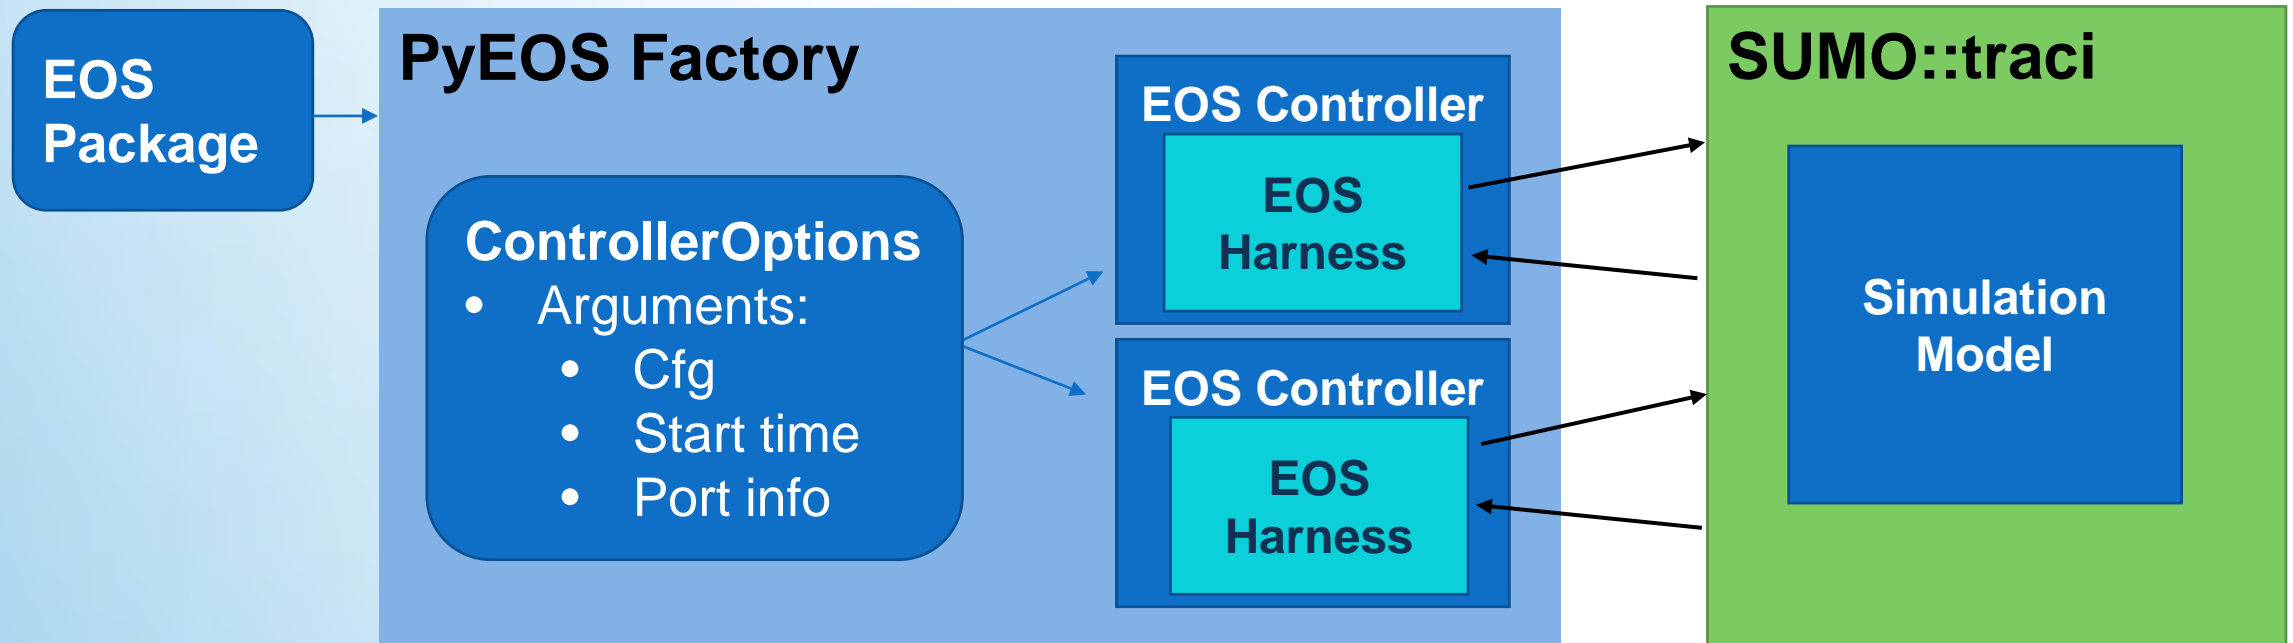 EOS
Package
PyEOS Factory
ControllerOptions
• Arguments:
• Cfg
• Start time
• Port info
EOS Controller
EOS
Harness
EOS Controller
EOS
Harness
SUMO::traci
Simulation
Model